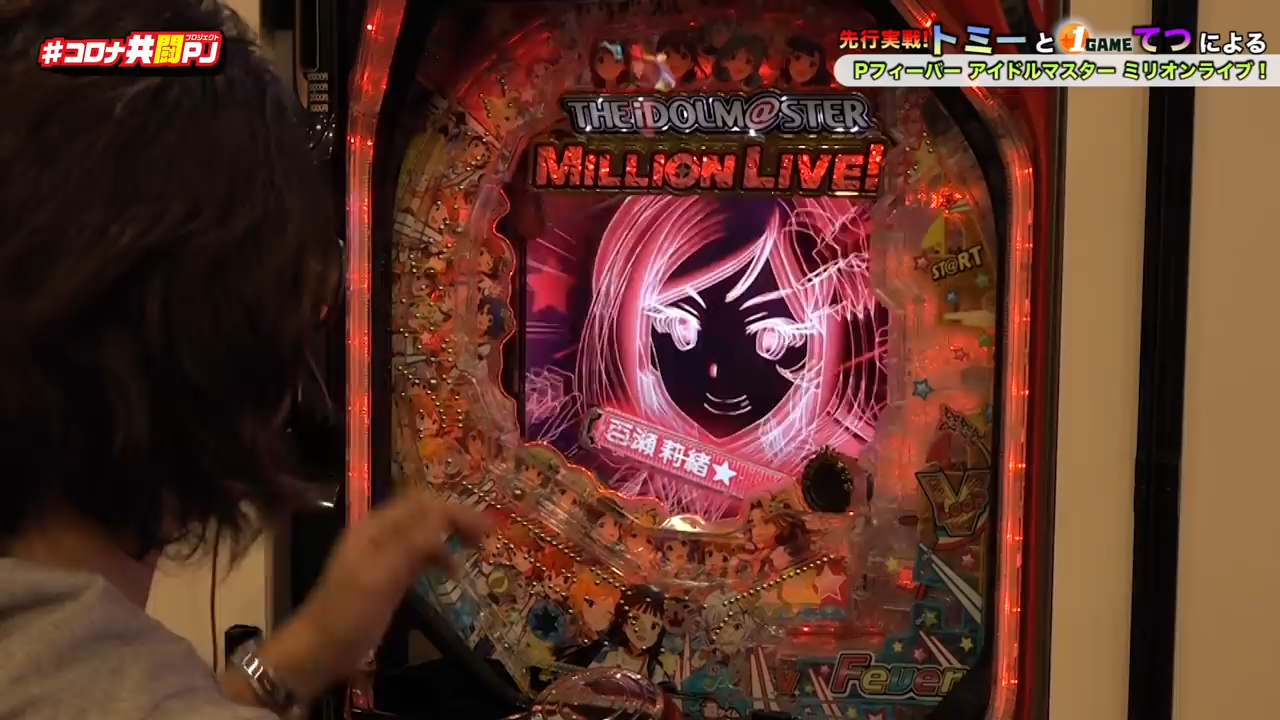 #コロナ共闘PJ
プロジェクト
先行実戦!トミーと+1GAMEてつによる
Pフィーバー アイドルマスター ミリオンライブ!
THE iDOLM@STER
MILLION LIVE!
ST@RT
百瀬莉緒★
Fever